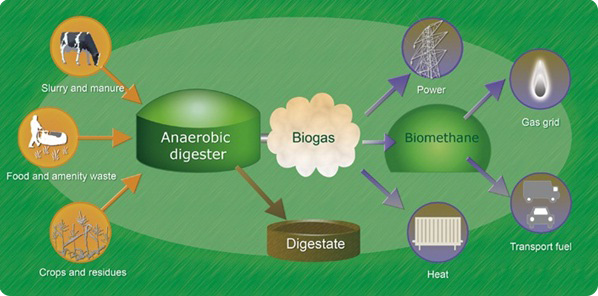 Slurry and manure
Food and amenity waste
Crops and residues
Anaerobic
digester
Biogas
Digestate
Power
Biomethane
Heat
Gas grid
Transport fuel